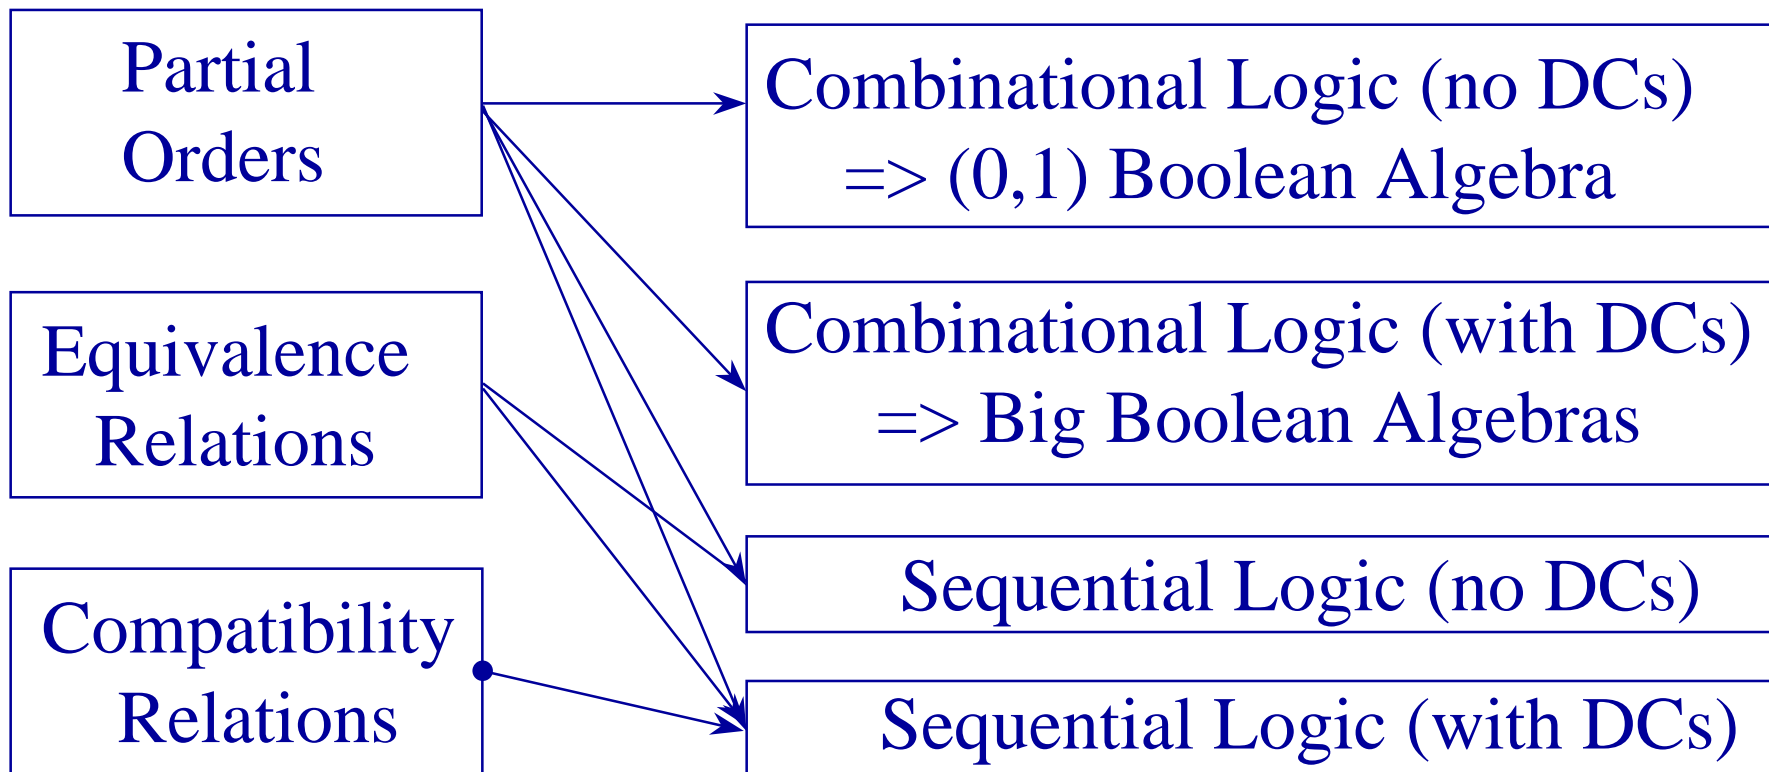 Partial
Orders
Combinational Logic (no DCs)
=> (0,1) Boolean Algebra
Equivalence
Relations
Combinational Logic (with DCs)
=> Big Boolean Algebras
Sequential Logic (no DCs)
Compatibility
Relations
Sequential Logic (with DCs)